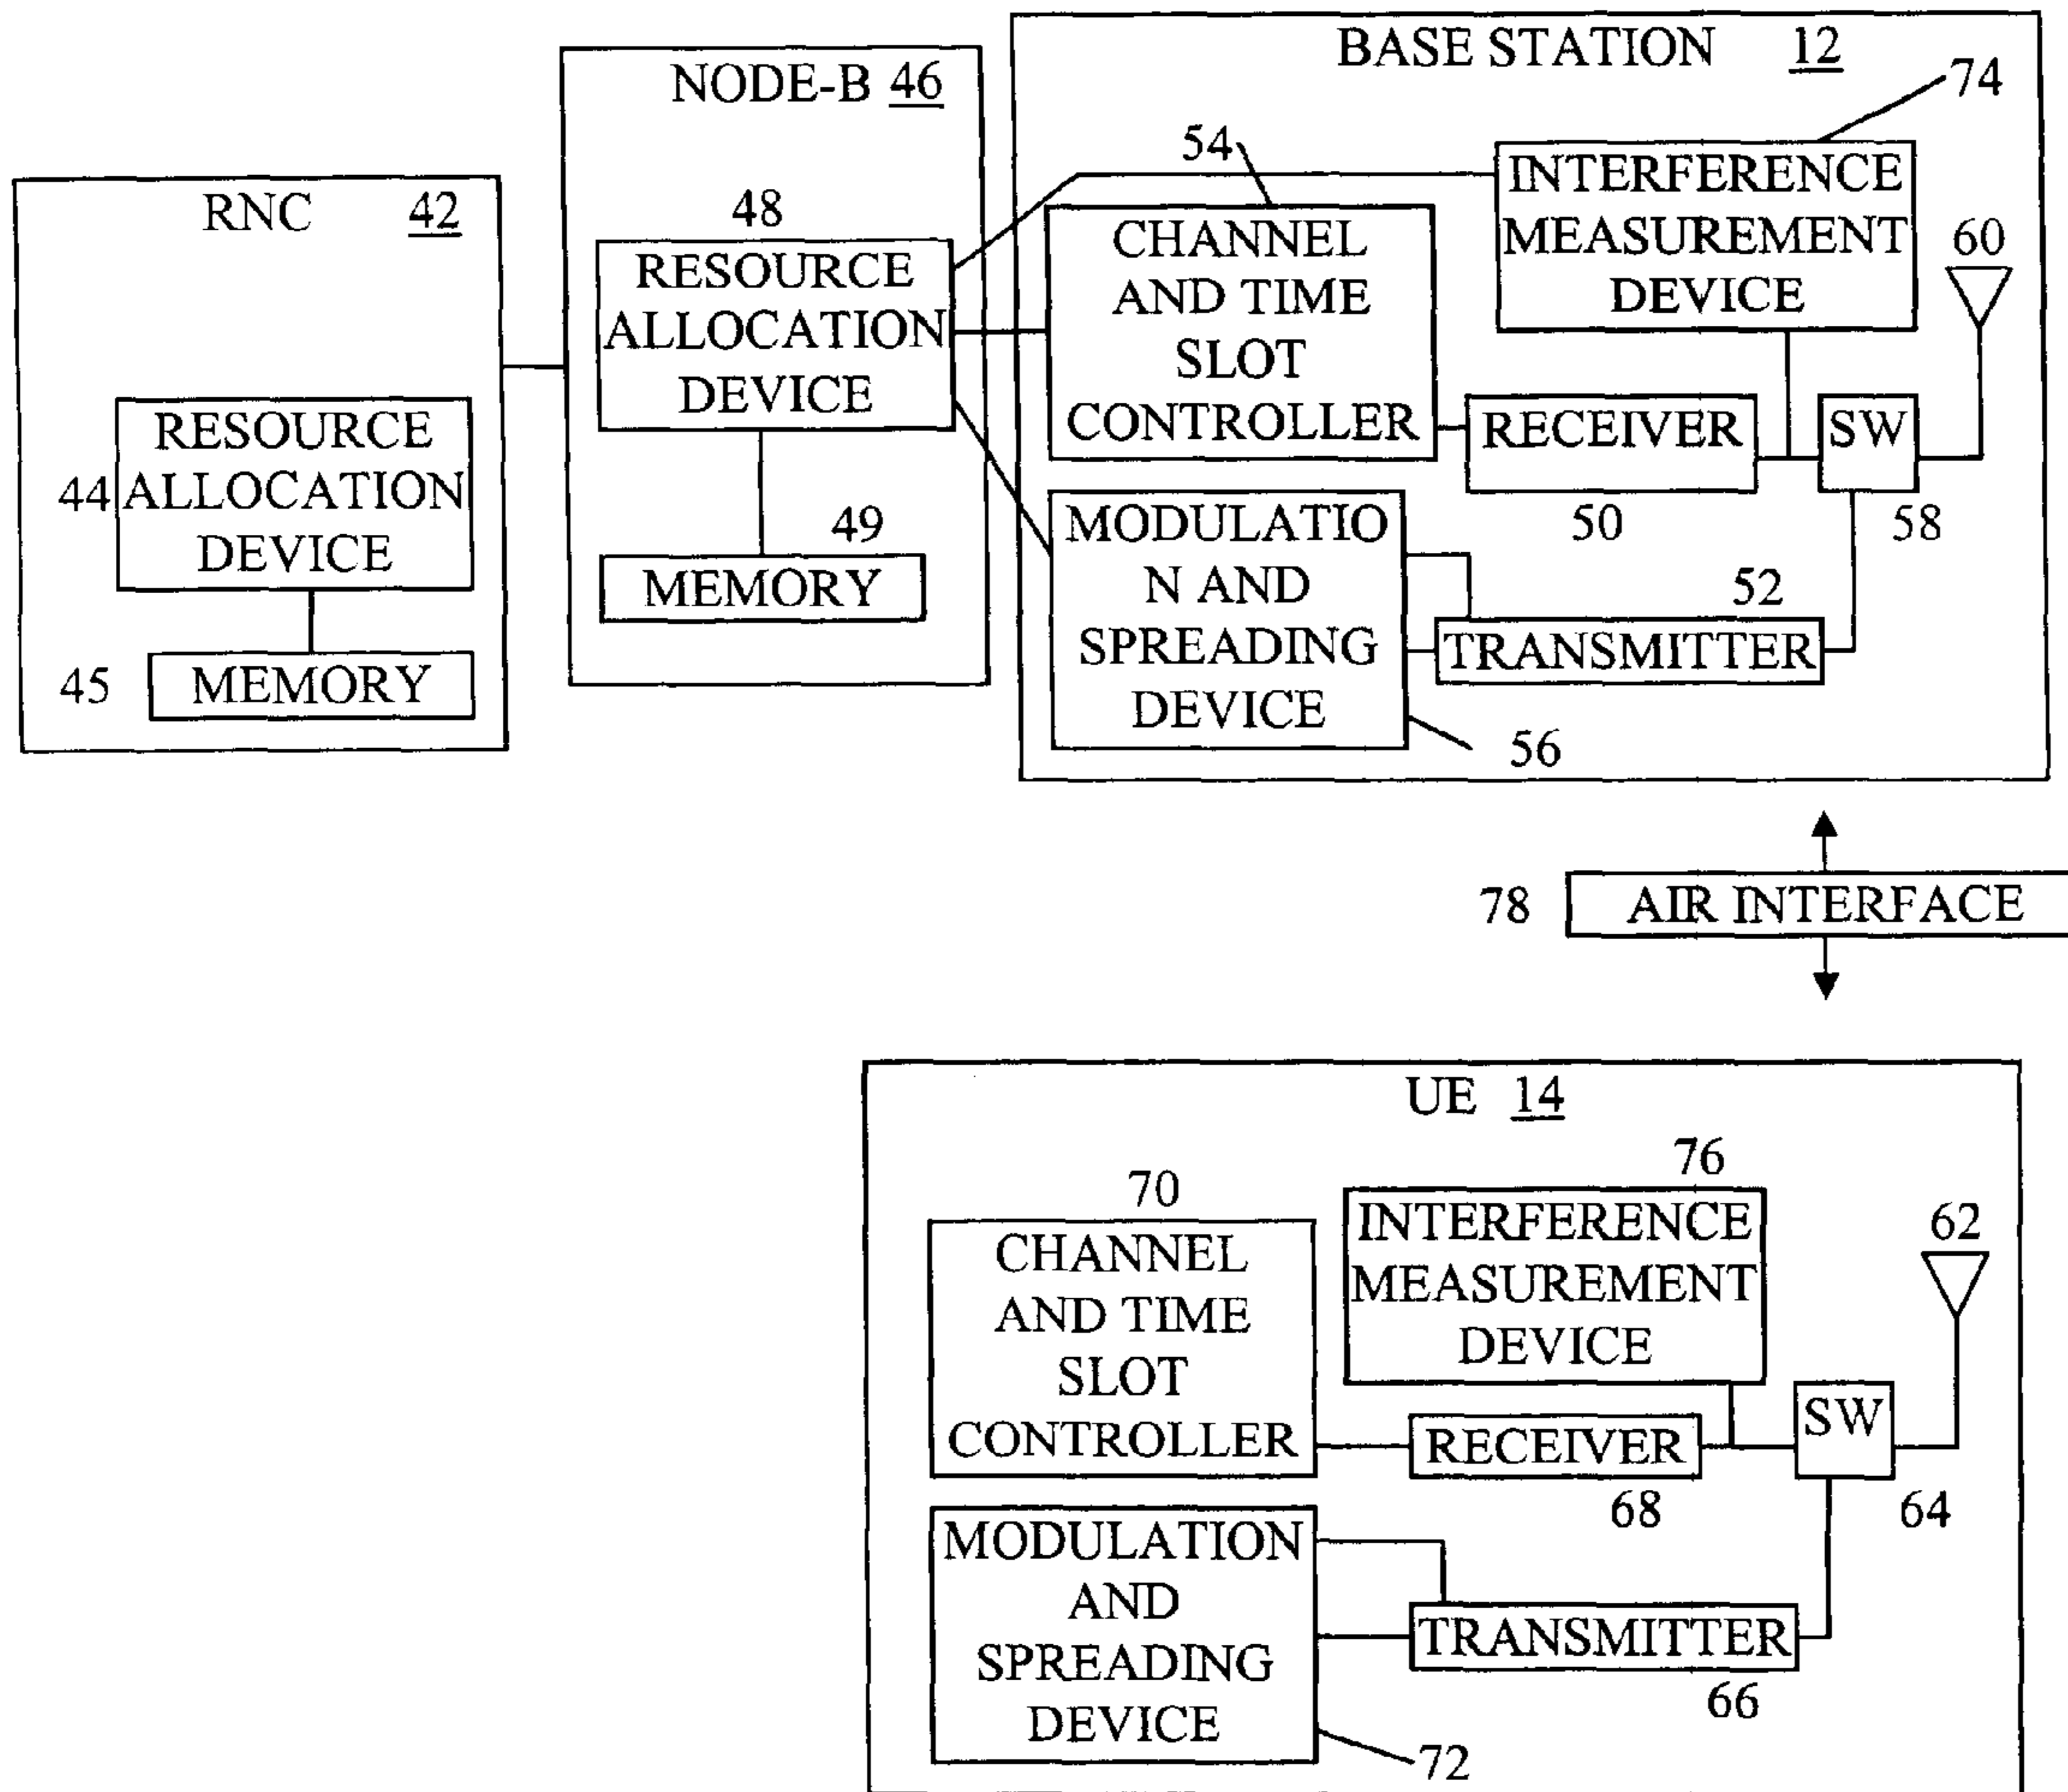 BASE STATION 12
NODE-B 46
74
54
INTERFERENCE
MEASUREMENT
DEVICE
RNC 42
48
RESOURCE
ALLOCATION
DEVICE
CHANNEL
AND TIME
SLOT
CONTROLLER
60
RECEIVER
SW
50
58
44
RESOURCE
ALLOCATION
DEVICE
49
MEMORY
MODULATIO
N AND
SPREADING
DEVICE
52
TRANSMITTER
45
MEMORY
56
78
AIR INTERFACE
UE 14
76
70
INTERFERENCE
MEASUREMENT
DEVICE
62
CHANNEL
AND TIME
SLOT
CONTROLLER
RECEIVER
SW
68
64
MODULATION
AND
SPREADING
DEVICE
TRANSMITTER
66
72